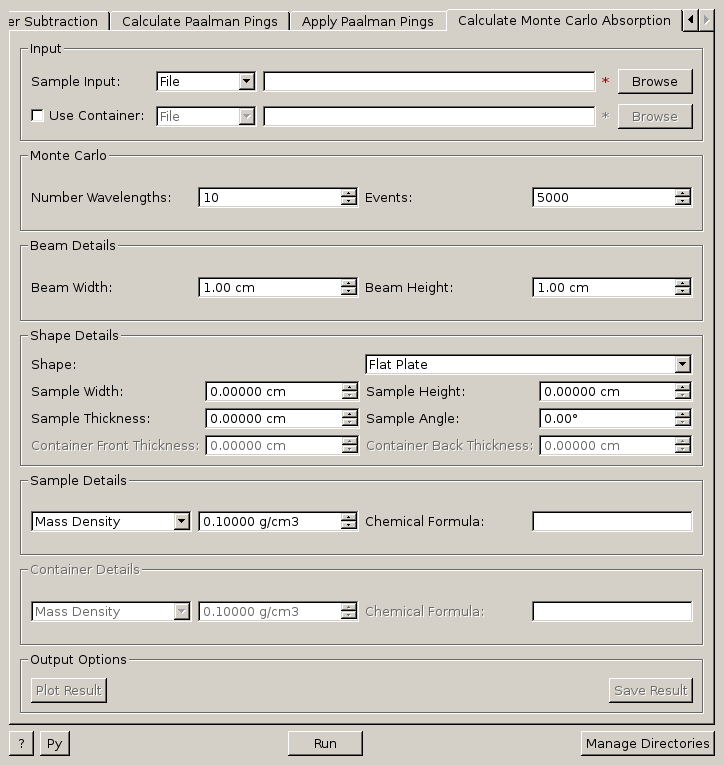 er Subtraction Calculate Paalman Pings Apply Paalman Pings Calculate Monte Carlo Absorption
Input
Sample Input: File * Browse
Use Container: File * Browse
Monte Carlo
Number Wavelengths: 10 Events: 5000
Beam Details
Beam Width: 1.00 cm Beam Height: 1.00 cm
Shape Details
Shape: Flat Plate
Sample Width: 0.00000 cm Sample Height: 0.00000 cm
Sample Thickness: 0.00000 cm Sample Angle: 0.00°
Container Front Thickness: 0.00000 cm Container Back Thickness: 0.00000 cm
Sample Details
Mass Density 0.10000 g/cm3 Chemical Formula:
Container Details
Mass Density 0.10000 g/cm3 Chemical Formula:
Output Options
Plot Result Save Result
? Py Run Manage Directories